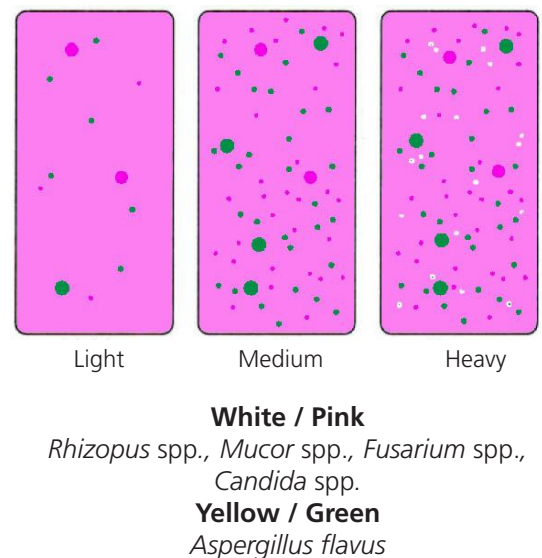 Light
Medium
Heavy
White / Pink
Rhizopus spp., Mucor spp., Fusarium spp.,
Candida spp.
Yellow / Green
Aspergillus flavus